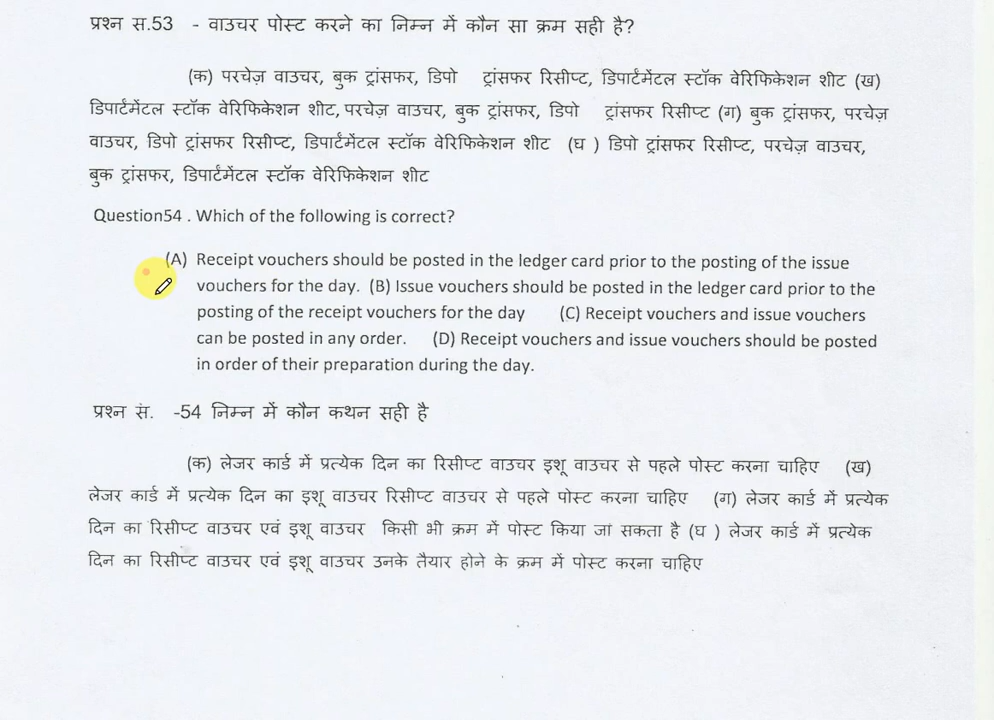 प्रश्न स.53 - वाउचर पोस्ट करने का निम्न में कौन सा क्रम सही है?
(क) परचेज़ वाउचर, बुक ट्रांसफर, डिपो ट्रांसफर रिसीप्ट, डिपार्टमेंटल स्टॉक वेरिफिकेशन शीट (ख)
डिपार्टमेंटल स्टॉक वेरिफिकेशन शीट, परचेज़ वाउचर, बुक ट्रांसफर, डिपो ट्रांसफर रिसीप्ट (ग) बुक ट्रांसफर, परचेज़
वाउचर, डिपो ट्रांसफर रिसीप्ट, डिपार्टमेंटल स्टॉक वेरिफिकेशन शीट (घ ) डिपो ट्रांसफर रिसीप्ट, परचेज़ वाउचर,
बुक ट्रांसफर, डिपार्टमेंटल स्टॉक वेरिफिकेशन शीट
Question54 . Which of the following is correct?
(A) Receipt vouchers should be posted in the ledger card prior to the posting of the issue
vouchers for the day. (B) Issue vouchers should be posted in the ledger card prior to the
posting of the receipt vouchers for the day (C) Receipt vouchers and issue vouchers
can be posted in any order. (D) Receipt vouchers and issue vouchers should be posted
in order of their preparation during the day.
प्रश्न सं. -54 निम्न में कौन कथन सही है
(क) लेजर कार्ड में प्रत्येक दिन का रिसीप्ट वाउचर इशू वाउचर से पहले पोस्ट करना चाहिए (ख)
लेजर कार्ड में प्रत्येक दिन का इशू वाउचर रिसीप्ट वाउचर से पहले पोस्ट करना चाहिए (ग) लेजर कार्ड में प्रत्येक
दिन का रिसीप्ट वाउचर एवं इशू वाउचर किसी भी क्रम में पोस्ट किया जा सकता है (घ ) लेजर कार्ड में प्रत्येक
दिन का रिसीप्ट वाउचर एवं इशू वाउचर उनके तैयार होने के क्रम में पोस्ट करना चाहिए